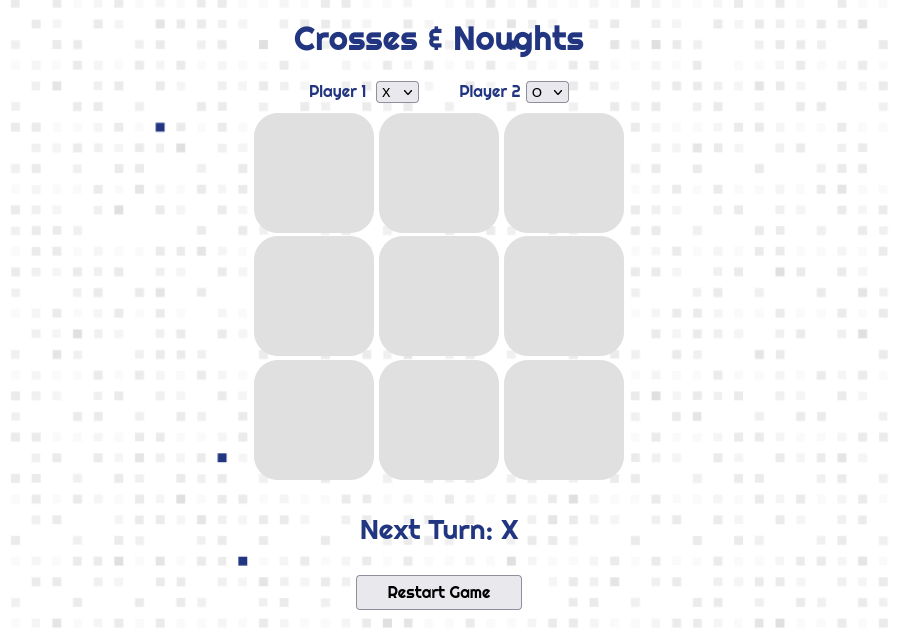 Crosses & Noughts
Player 1 X Player 2 O
Next Turn: X
Restart Game